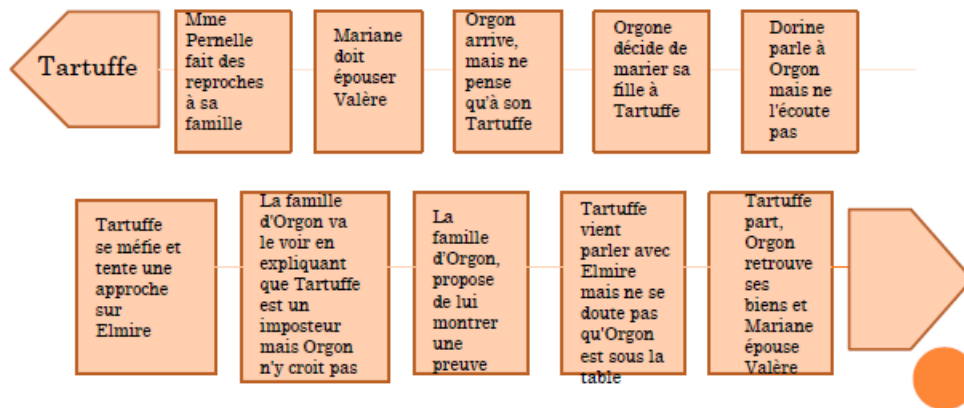 Tartuffe
Mme
Pernelle
fait des
reproches
à sa
famille
Mariane
doit
épouser
Valère
Orgon
arrive,
mais ne
pense
qu'à son
Tartuffe
Orgone
décide de
marier sa
fille à
Tartuffe
Dorine
parle à
Orgon
mais ne
l'écoute
pas
Tartuffe
se méfie et
tente une
approche
sur
Elmire
La famille
d'Orgon va
le voir en
expliquant
que Tartuffe
est un
imposteur
mais Orgon
n'y croit pas
La
famille
d'Orgon,
propose
de lui
montrer
une
preuve
Tartuffe
vient
parler avec
Elmire
mais ne se
doute pas
qu'Orgon
est sous la
table
Tartuffe
part,
Orgon
retrouve
ses
biens et
Mariane
épouse
Valère